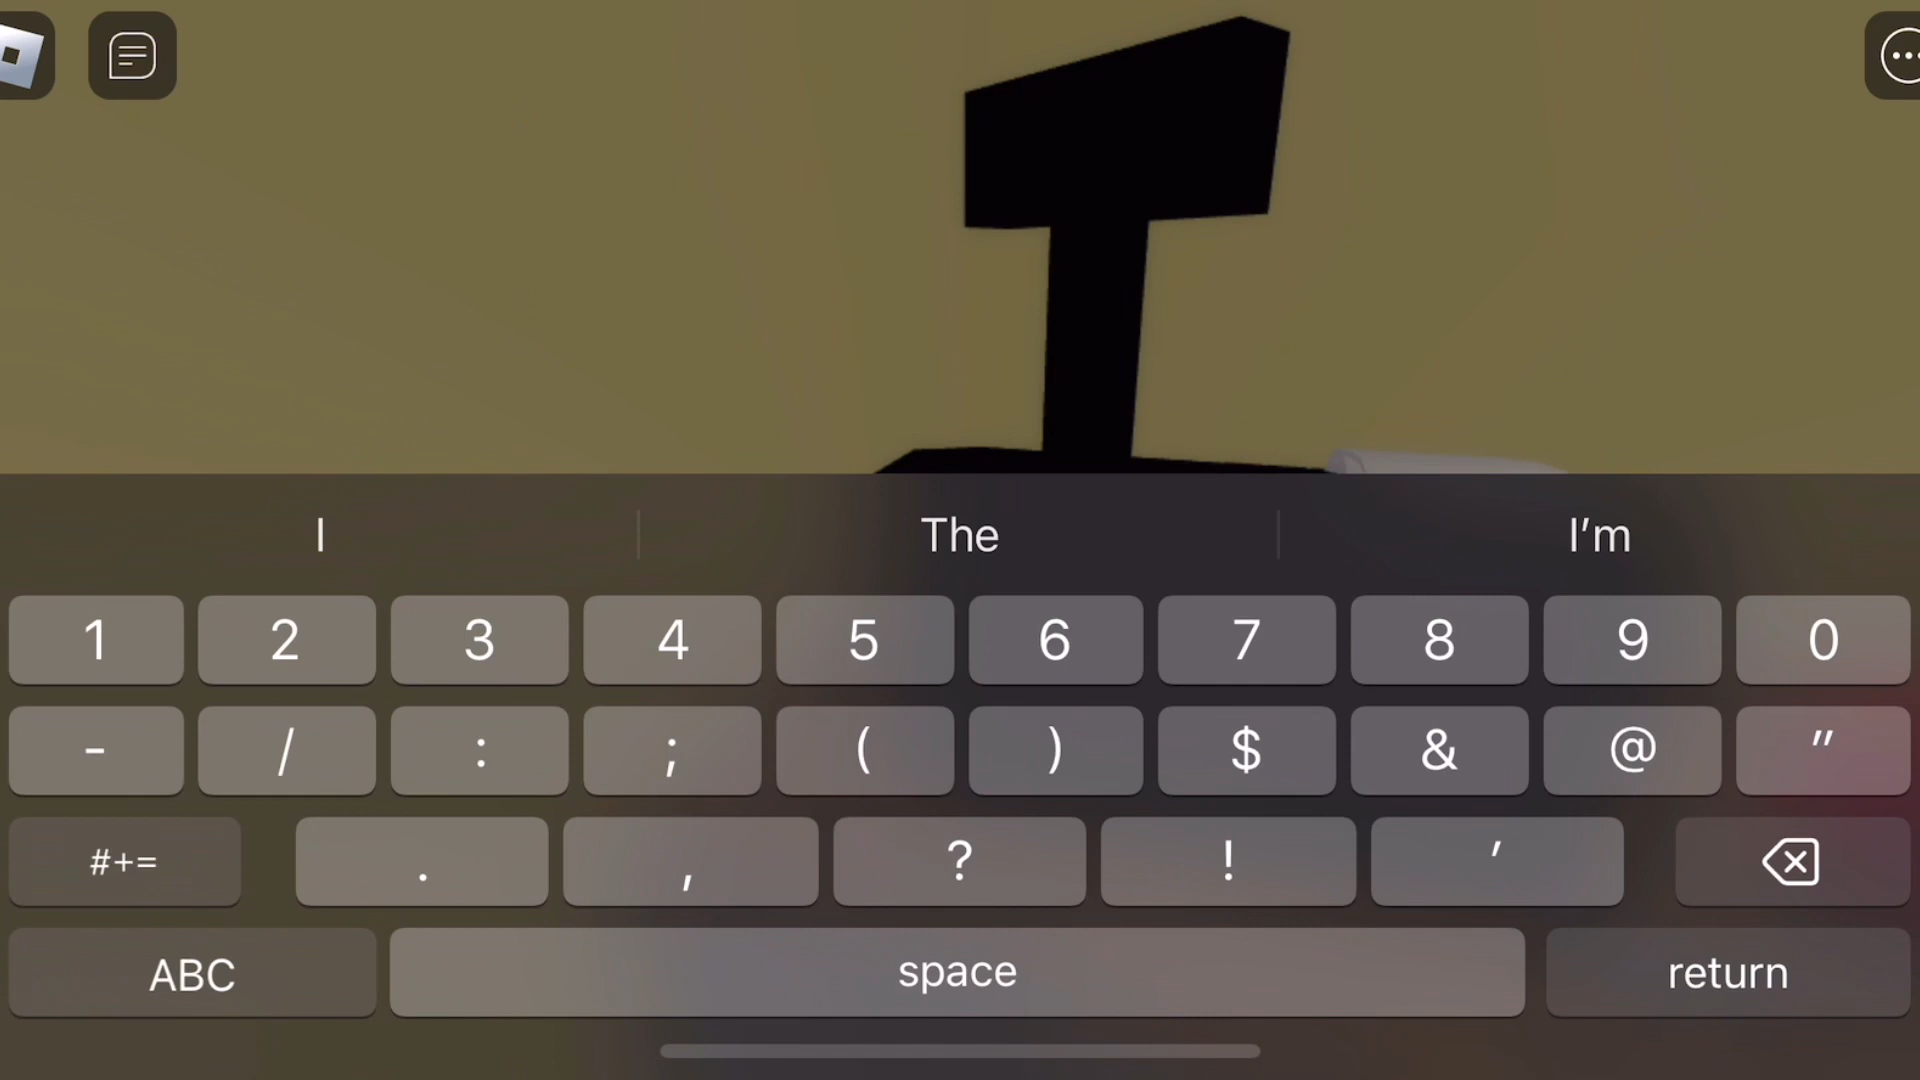 I The I’m
1 2 3 4 5 6 7 8 9 0
- / : ; ( ) $ & @ "
#+= . , ? ! '
ABC space return